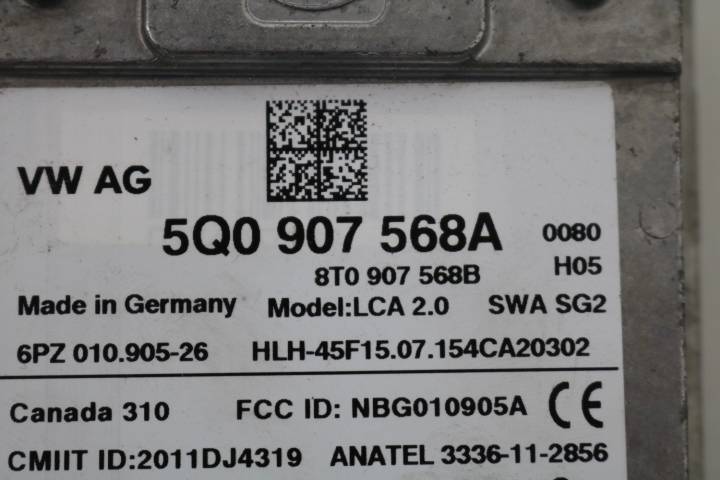 VW AG
5Q0 907 568A 0080
8T0 907 568B H05
Made in Germany Model:LCA 2.0 SWA SG2
6PZ 010.905-26 HLH-45F15.07.154CA20302
Canada 310 FCC ID: NBG010905A CE
CMIIT ID:2011DJ4319 ANATEL 3336-11-2856